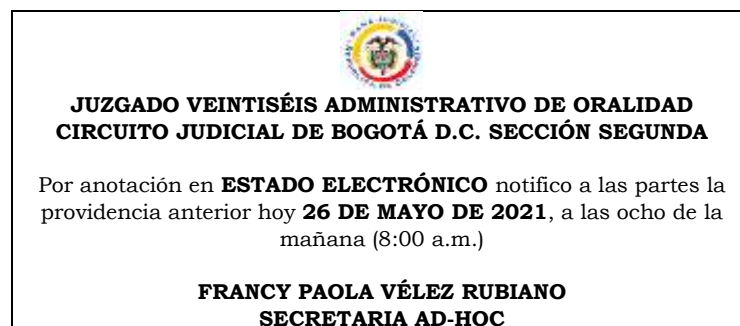 JUZGADO VEINTISÉIS ADMINISTRATIVO DE ORALIDAD
CIRCUITO JUDICIAL DE BOGOTÁ D.C. SECCIÓN SEGUNDA
Por anotación en ESTADO ELECTRÓNICO notifico a las partes la
providencia anterior hoy 26 DE MAYO DE 2021, a las ocho de la
mañana (8:00 a.m.)
FRANCY PAOLA VÉLEZ RUBIANO
SECRETARIA AD-HOC